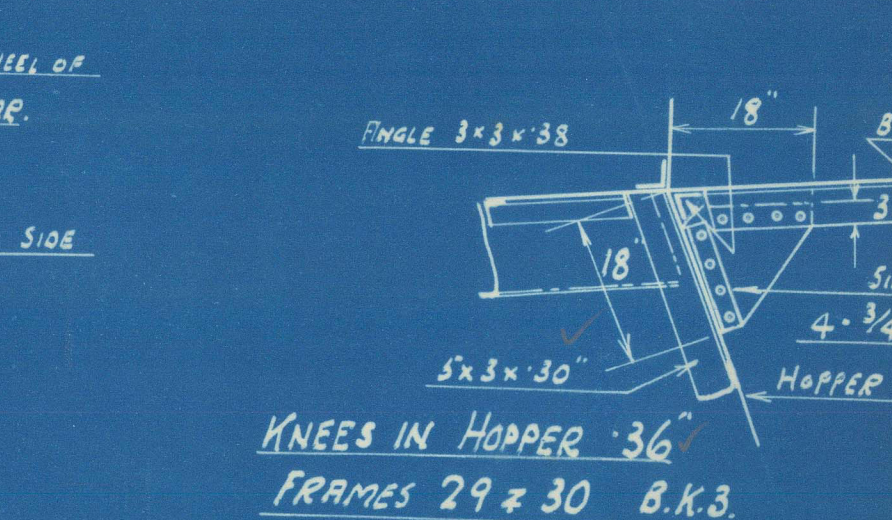 OF
18"
ANGLE 3×3×·38
SIDE
3
18"
4·3/4
5×3×·30"
HOPPER
KNEES IN HOPPER ·36"
FRAMES 29 & 30 B.K.3.